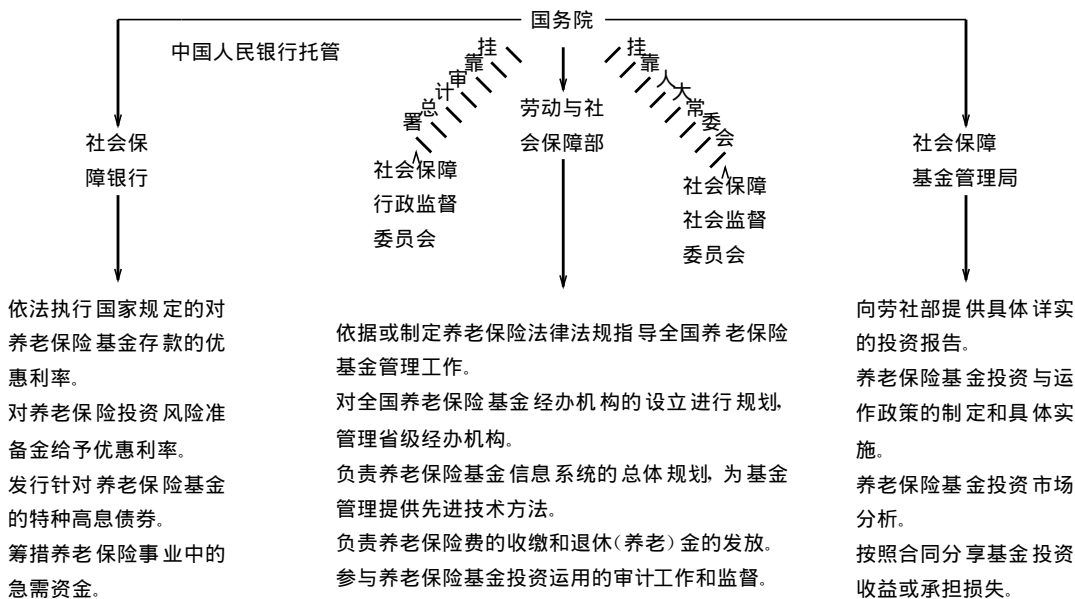 国务院
中国人民银行托管
挂靠审计总署
挂靠人大常委会
社会保
障银行
社会保障
行政监督
委员会
劳动与社
会保障部
社会保障
社会监督
委员会
社会保障
基金管理局
依法执行国家规定的对
养老保险基金存款的优
惠利率。
对养老保险投资风险准
备金给予优惠利率。
发行针对养老保险基金
的特种高息债券。
筹措养老保险事业中的
急需资金。
依据或制定养老保险法律法规指导全国养老保险
基金管理工作。
对全国养老保险基金经办机构的设立进行规划,
管理省级经办机构。
负责养老保险基金信息系统的总体规划,为基金
管理提供先进技术方法。
负责养老保险费的收缴和退休(养老)金的发放。
参与养老保险基金投资运用的审计工作和监督。
向劳社部提供具体详实
的投资报告。
养老保险基金投资与运
作政策的制定和具体实
施。
养老保险基金投资市场
分析。
按照合同分享基金投资
收益或承担损失。